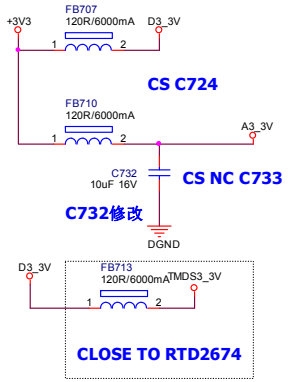 FB707
+3V3
120R/6000mA
D3_3V
1
2
CS C724
FB710
120R/6000mA
A3_3V
1
2
C732
10uF 16V
CS NC C733
C732修改
DGND
D3_3V
FB713
120R/6000mA
TMDS3_3V
1
2
CLOSE TO RTD2674